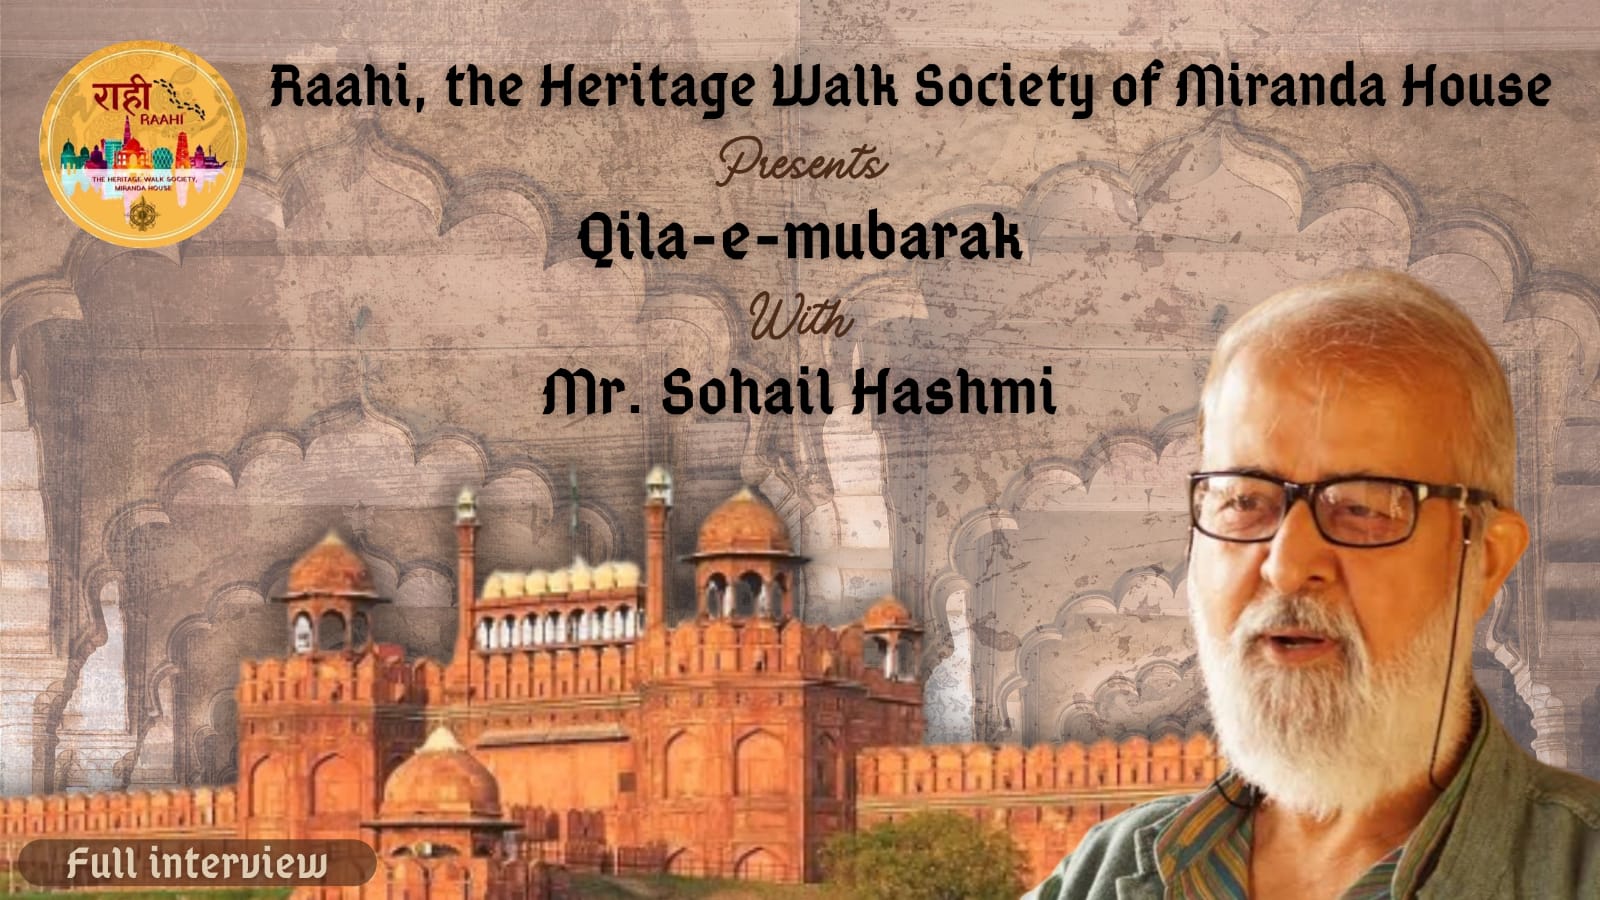 राही
RAAHI
THE HERITAGE WALK SOCIETY,
MIRANDA HOUSE
Raahi, the Heritage Walk Society of Miranda House
Presents
Qila-e-mubarak
With
Mr. Sohail Hashmi
Full interview